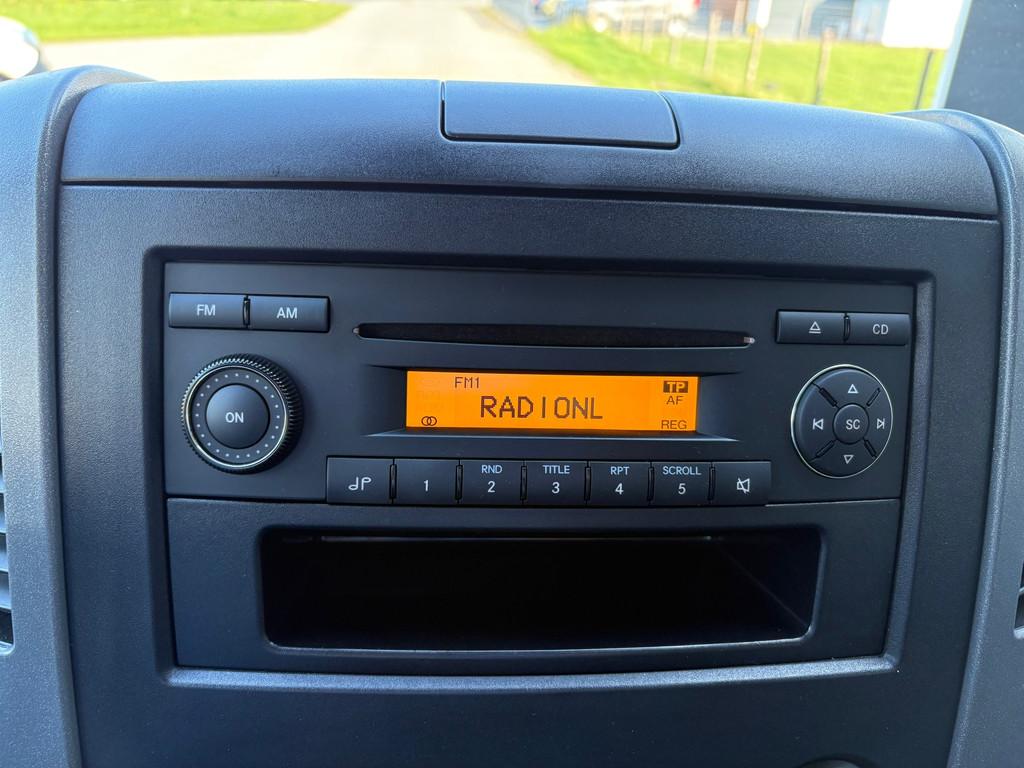 FM AM
CD
FM1 TP
RADIONL
AF
REG
ON
SC
1
RND
2
TITLE
3
RPT
4
SCROLL
5